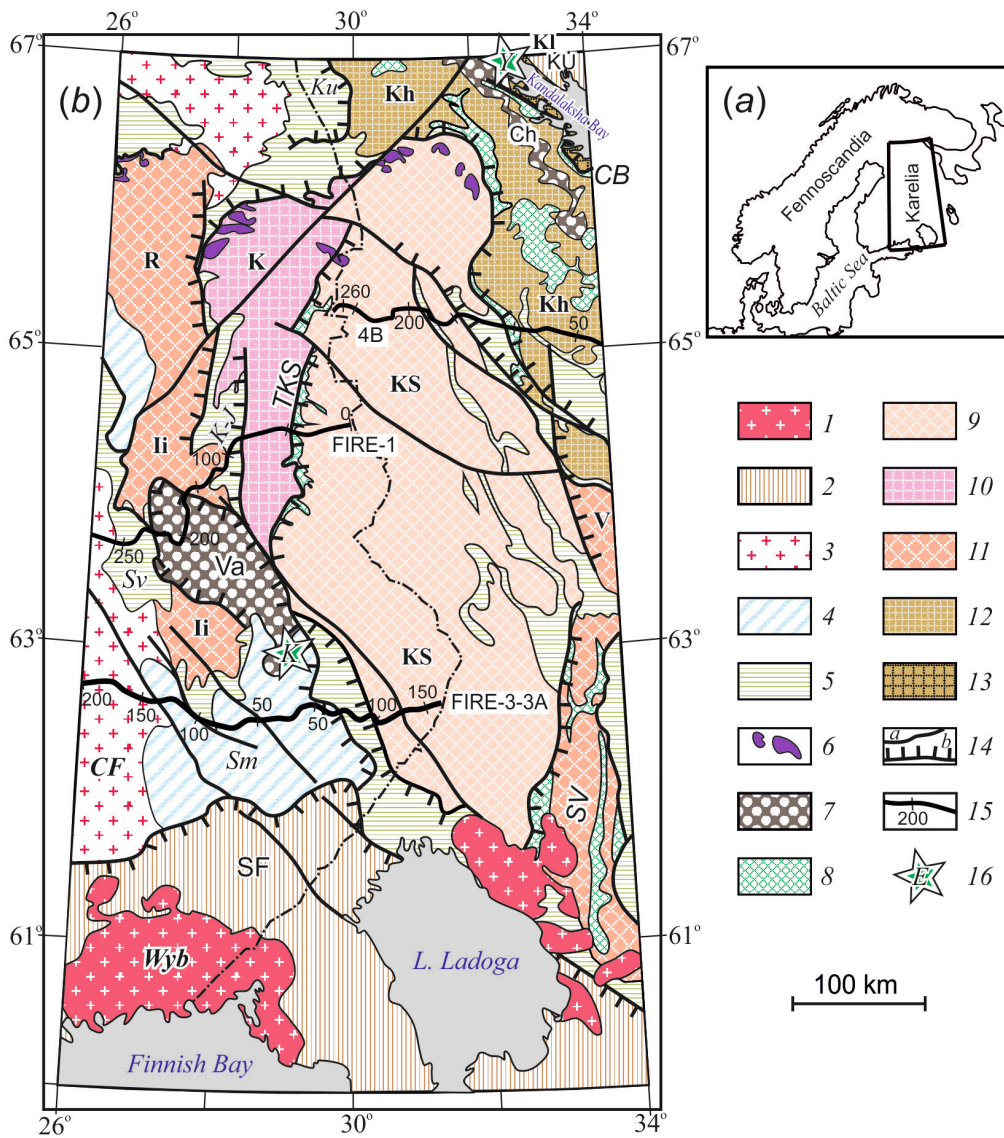 26° 30° 34°
67° 67°
(b)
Ku
Kh
Y
Kl
KU
Kandalaksha Bay
Ch
CB
(a)
Fennoscandia
Karelia
Baltic Sea
R
K
Kh
260
200
50
4B
65° 65°
TKS
KS
K-J
0
Ii
100
FIRE-1
200
V
250
Va
Sv
63° 63°
Ii
K
KS
150
100
FIRE-3-3A
200
150
100
50
50
CF
Sm
SV
SF
61° 61°
Wyb
L. Ladoga
Finnish Bay
26° 28° 30° 34°
1 9
2 10
3 11
4 12
5 13
6 14
a
b
7 15
200
8 16
E
100 km